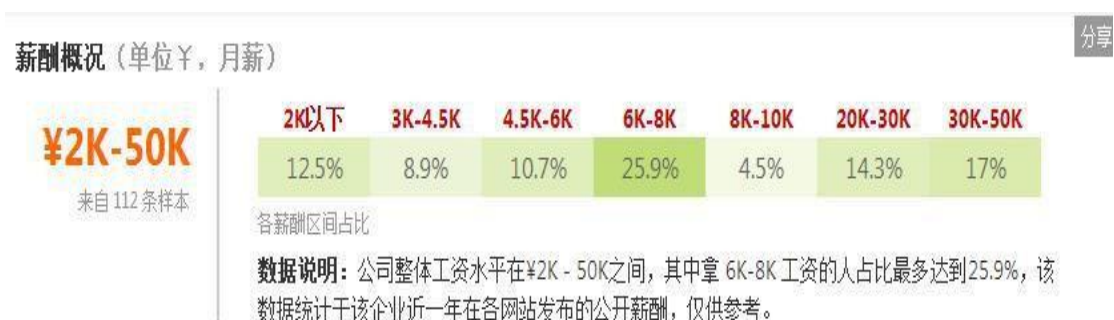 分享
薪酬概况（单位￥，月薪）
¥2K-50K
来自 112 条样本
2K以下 3K-4.5K 4.5K-6K 6K-8K 8K-10K 20K-30K 30K-50K
12.5% 8.9% 10.7% 25.9% 4.5% 14.3% 17%
各薪酬区间占比
数据说明：公司整体工资水平在¥2K - 50K之间，其中拿 6K-8K 工资的人占比最多达到25.9%，该
数据统计于该企业近一年在各网站发布的公开薪酬，仅供参考。